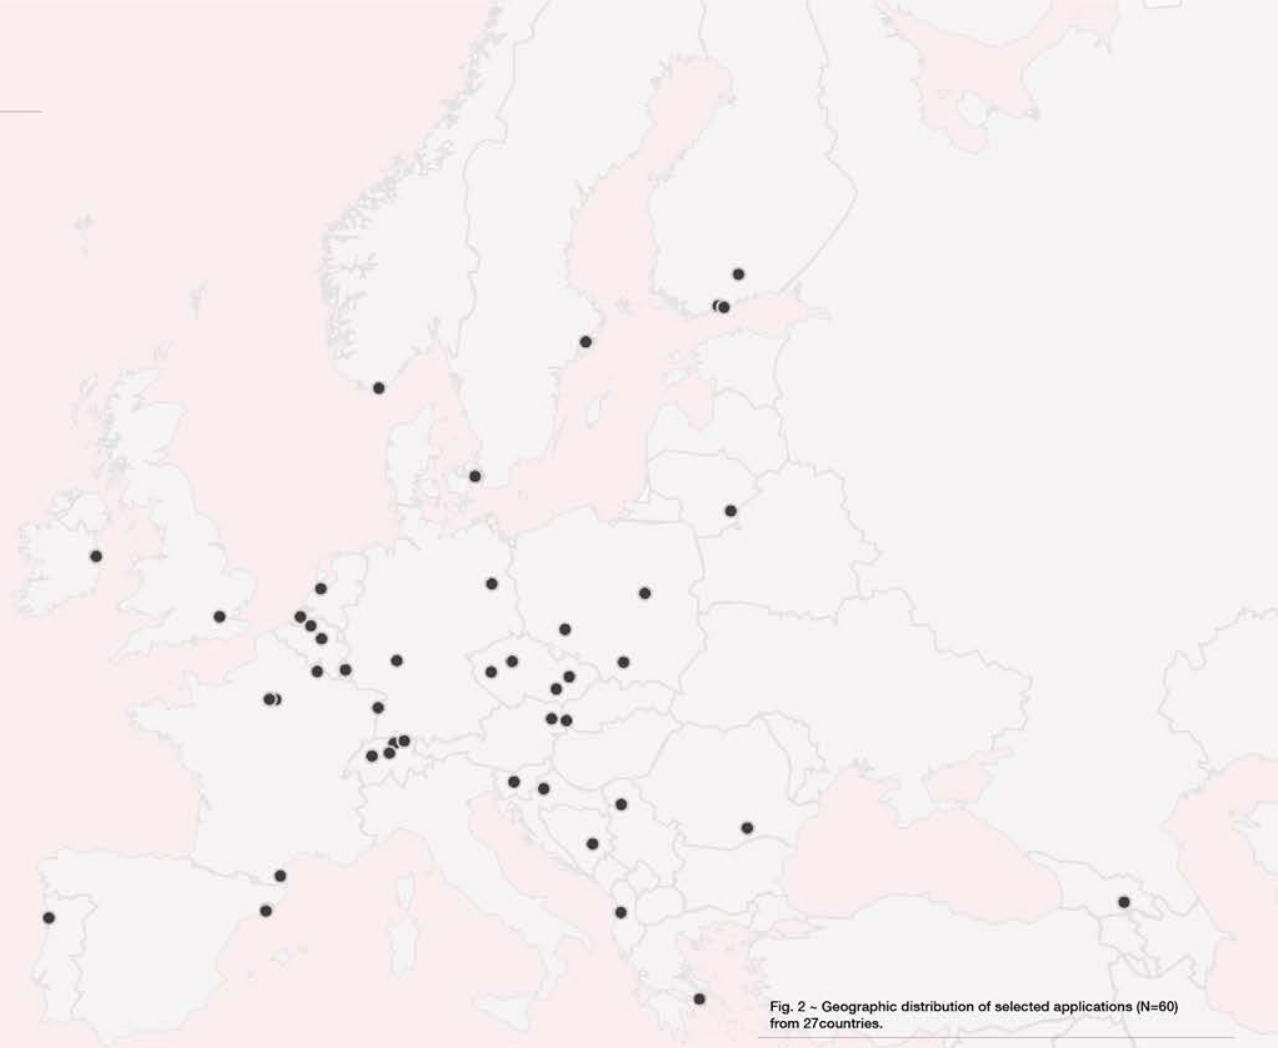 Fig. 2 ~ Geographic distribution of selected applications (N=60)
from 27countries.